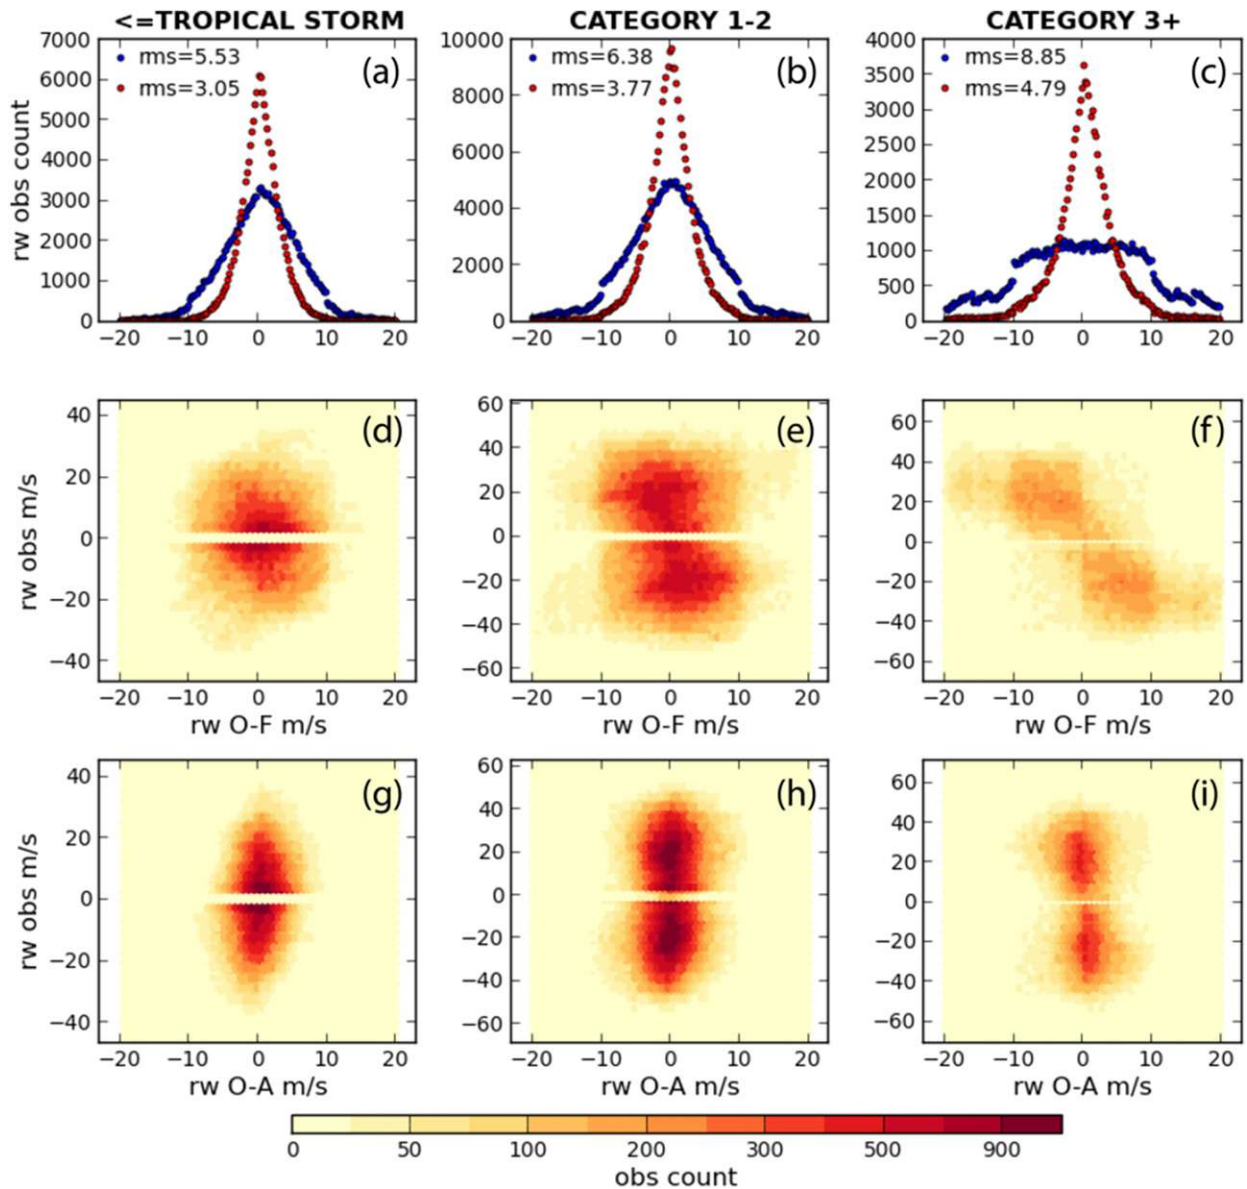 <=TROPICAL STORM CATEGORY 1-2 CATEGORY 3+
7000 10000 4000
rms=5.53 (a) rms=6.38 (b) rms=8.85 (c)
rms=3.05 rms=3.77 rms=4.79
6000 8000 3500
5000 6000 3000
4000 4000 2500
3000 2000 2000
2000 0 1500
1000 1000
0 500
0
rw obs count
−20 −10 0 10 20 −20 −10 0 10 20 −20 −10 0 10 20
(d) (e) (f)
40 60 60
20 40 40
0 20 20
−20 0 0
−40 −20 −20
−40 −40
−60 −60
rw obs m/s
−20 −10 0 10 20 −20 −10 0 10 20 −20 −10 0 10 20
rw O-F m/s rw O-F m/s rw O-F m/s
(g) (h) (i)
40 60 60
20 40 40
0 20 20
−20 0 0
−40 −20 −20
−40 −40
−60 −60
rw obs m/s
−20 −10 0 10 20 −20 −10 0 10 20 −20 −10 0 10 20
rw O-A m/s rw O-A m/s rw O-A m/s
0 50 100 200 300 500 900
obs count